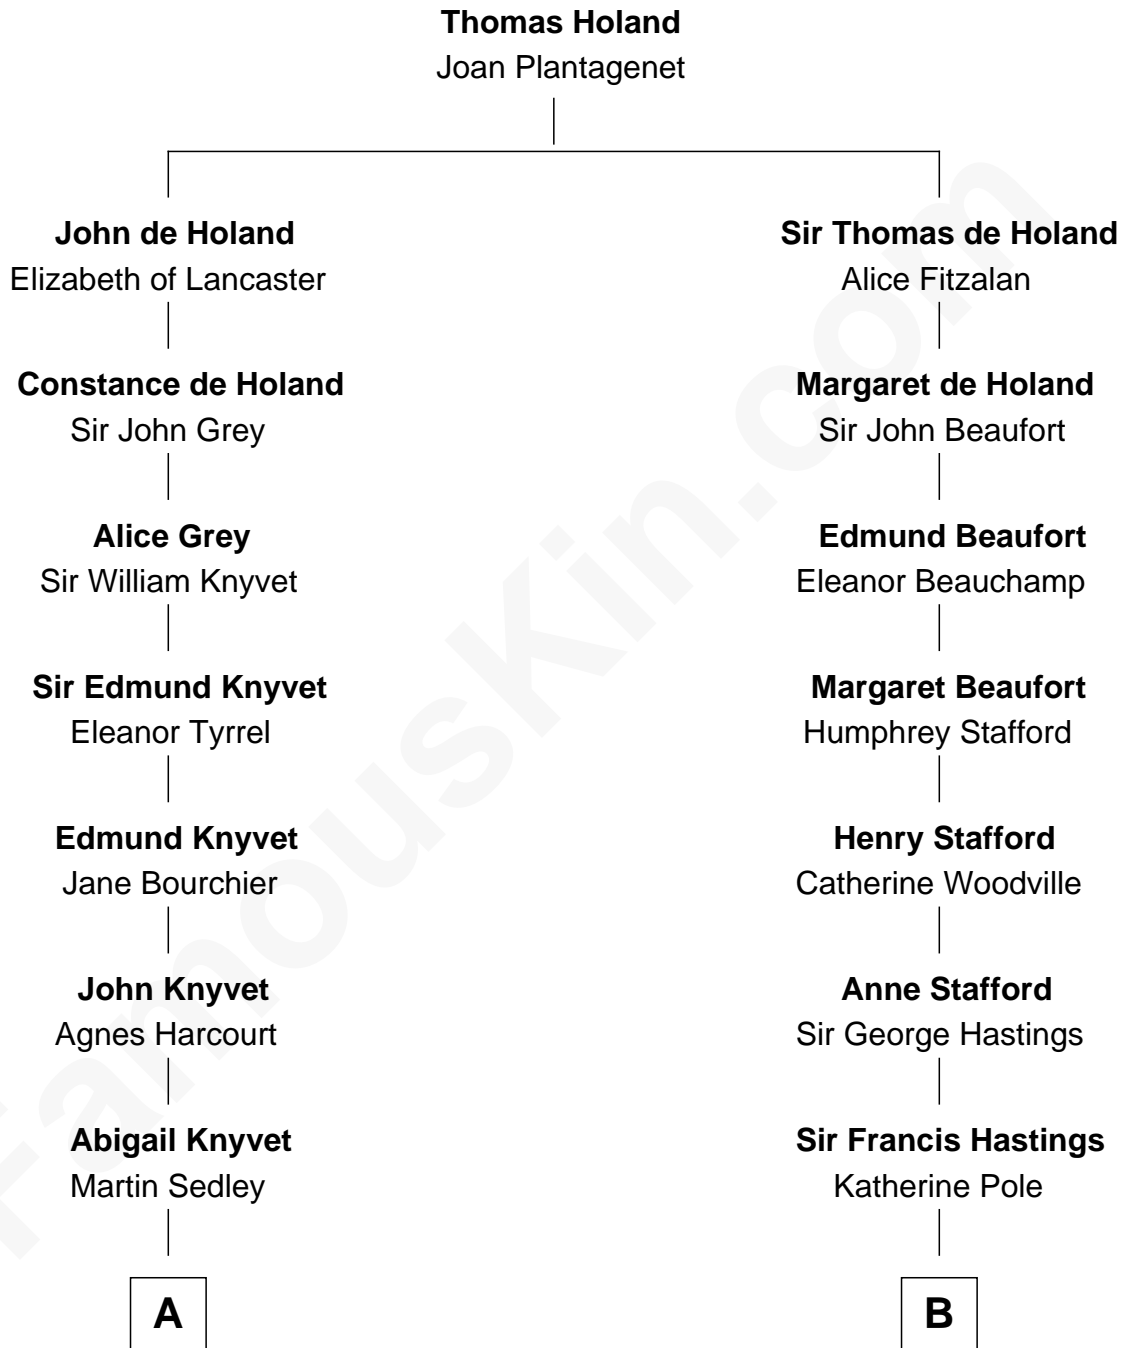 Thomas Holand
Joan Plantagenet
John de Holand
Elizabeth of Lancaster
Sir Thomas de Holand
Alice Fitzalan
Constance de Holand
Sir John Grey
Margaret de Holand
Sir John Beaufort
Alice Grey
Sir William Knyvet
Edmund Beaufort
Eleanor Beauchamp
Sir Edmund Knyvet
Eleanor Tyrrel
Margaret Beaufort
Humphrey Stafford
Edmund Knyvet
Jane Bourchier
Henry Stafford
Catherine Woodville
John Knyvet
Agnes Harcourt
Anne Stafford
Sir George Hastings
Abigail Knyvet
Martin Sedley
Sir Francis Hastings
Katherine Pole
A
B
FamousKin.com